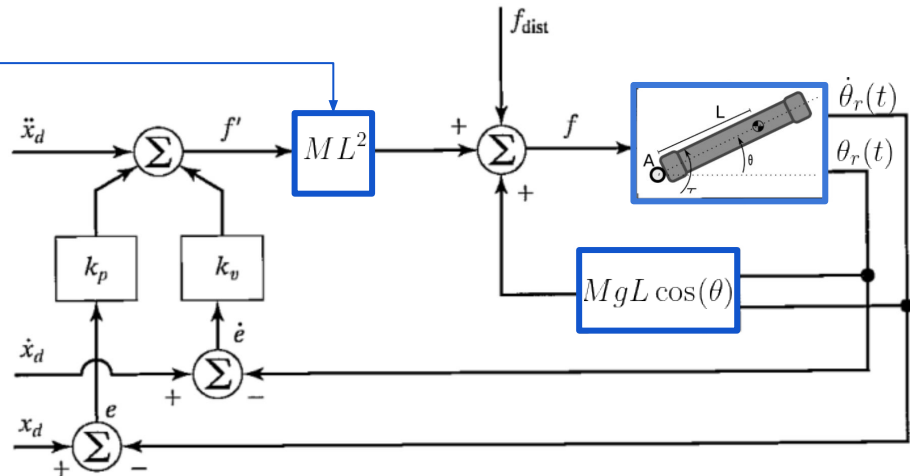 f_dist
ẍ_d
f′
ML²
+
f
L
A
θ
τ
θ̇_r(t)
θ_r(t)
Σ
Σ
+
k_p
k_v
MgL cos(θ)
ė
ẋ_d
+
Σ
−
e
x_d
+
Σ
−